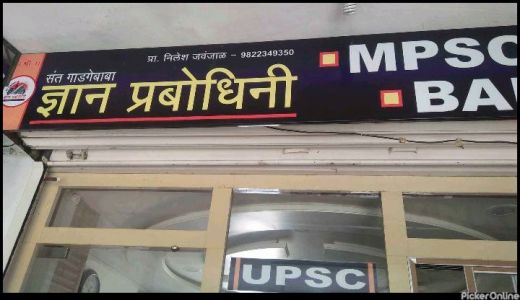 ॥ श्री ॥
प्रा. निलेश जवंजाळ – 9822349350
संत गाडगेबाबा
ज्ञान प्रबोधिनी
MPSC
BA
UPSC
PickerOnline